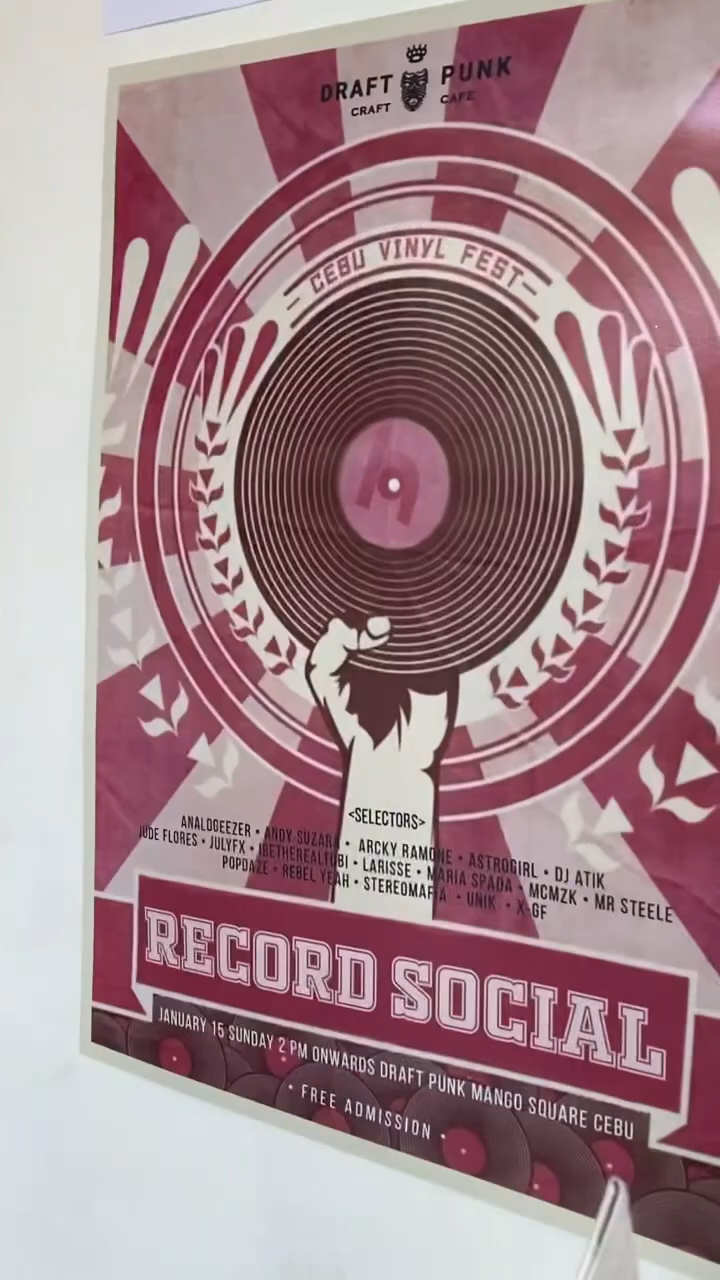 DRAFT PUNK
CRAFT CAFE
- CEBU VINYL FEST -
<SELECTORS>
ANALOGEEZER • ANDY SUZARA • ARCKY RAMONE • ASTROGIRL • DJ ATIK
JUDE FLORES • JULYFX • IBETHEREALTUBI • LARISSE • MARIA SPADA • MCMZK • MR STEELE
POPDAZE • REBEL YEAH • STEREOMAFIA • UNIK • X-GF
RECORD SOCIAL
JANUARY 15 SUNDAY 2 PM ONWARDS DRAFT PUNK MANGO SQUARE CEBU
• FREE ADMISSION •